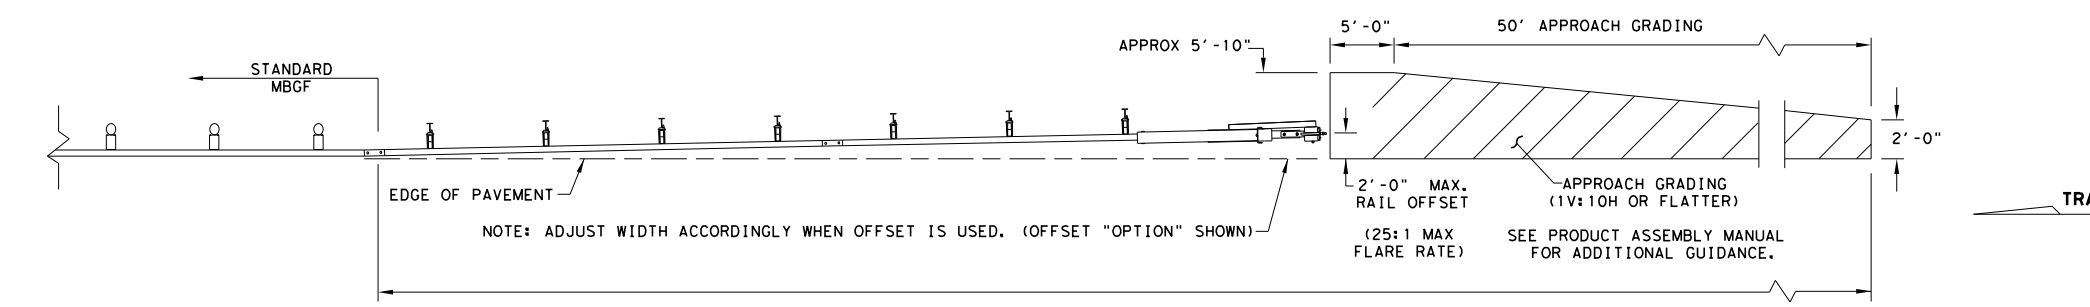 5'-0"
50' APPROACH GRADING
APPROX 5'-10"
STANDARD
MBGF
2'-0"
EDGE OF PAVEMENT
2'-0" MAX.
RAIL OFFSET
APPROACH GRADING
(1V:10H OR FLATTER)
NOTE: ADJUST WIDTH ACCORDINGLY WHEN OFFSET IS USED. (OFFSET "OPTION" SHOWN)
(25:1 MAX
FLARE RATE)
SEE PRODUCT ASSEMBLY MANUAL
FOR ADDITIONAL GUIDANCE.